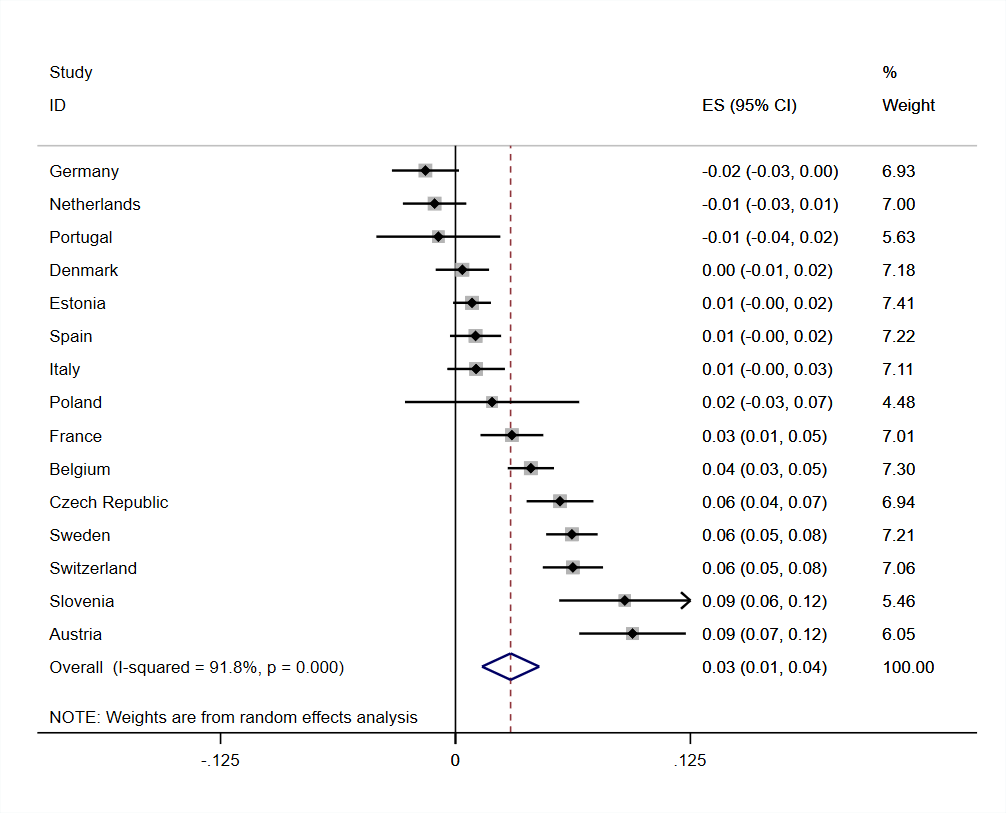 Study %
ID ES (95% CI) Weight
Germany -0.02 (-0.03, 0.00) 6.93
Netherlands -0.01 (-0.03, 0.01) 7.00
Portugal -0.01 (-0.04, 0.02) 5.63
Denmark 0.00 (-0.01, 0.02) 7.18
Estonia 0.01 (-0.00, 0.02) 7.41
Spain 0.01 (-0.00, 0.02) 7.22
Italy 0.01 (-0.00, 0.03) 7.11
Poland 0.02 (-0.03, 0.07) 4.48
France 0.03 (0.01, 0.05) 7.01
Belgium 0.04 (0.03, 0.05) 7.30
Czech Republic 0.06 (0.04, 0.07) 6.94
Sweden 0.06 (0.05, 0.08) 7.21
Switzerland 0.06 (0.05, 0.08) 7.06
Slovenia 0.09 (0.06, 0.12) 5.46
Austria 0.09 (0.07, 0.12) 6.05
Overall (I-squared = 91.8%, p = 0.000) 0.03 (0.01, 0.04) 100.00
NOTE: Weights are from random effects analysis
-.125 0 .125